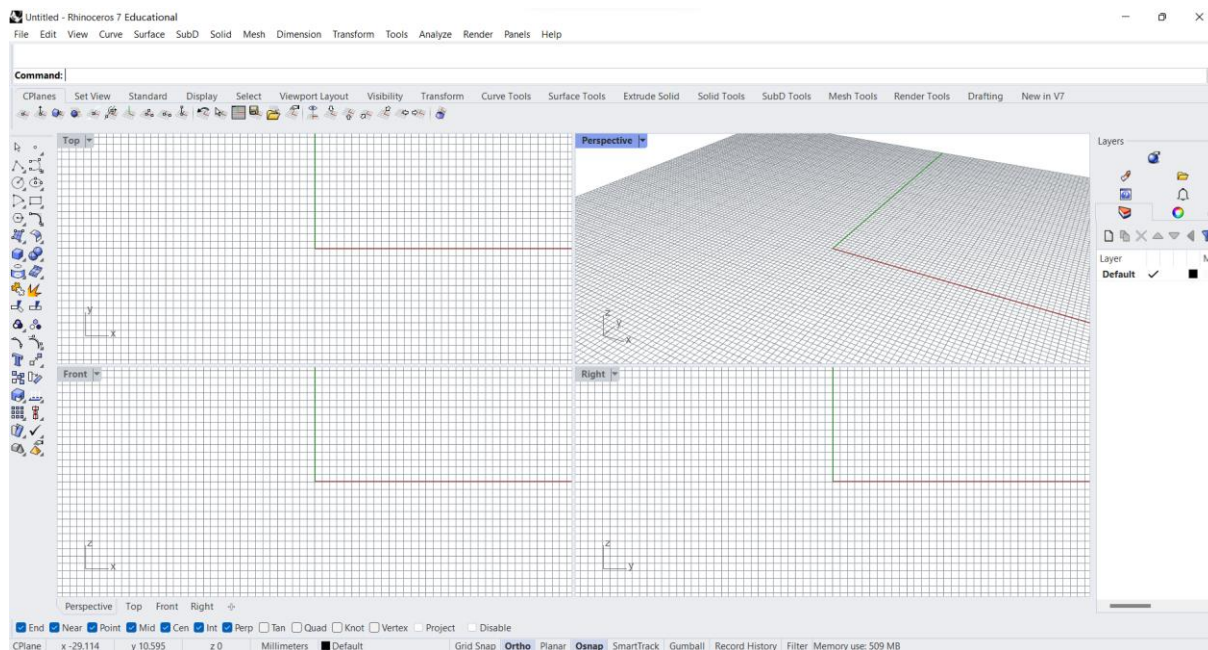 Untitled - Rhinoceros 7 Educational
File Edit View Curve Surface SubD Solid Mesh Dimension Transform Tools Analyze Render Panels Help
Command:
CPlanes Set View Standard Display Select Viewport Layout Visibility Transform Curve Tools Surface Tools Extrude Solid Solid Tools SubD Tools Mesh Tools Render Tools Drafting New in V7
Top
Perspective
Layers
Layer M
Default
y
x
z
y
x
Front
Right
z
x
z
y
Perspective Top Front Right
End Near Point Mid Cen Int Perp Tan Quad Knot Vertex Project Disable
CPlane x -29.114 y 10.595 z 0 Millimeters Default Grid Snap Ortho Planar Osnap SmartTrack Gumball Record History Filter Memory use: 509 MB